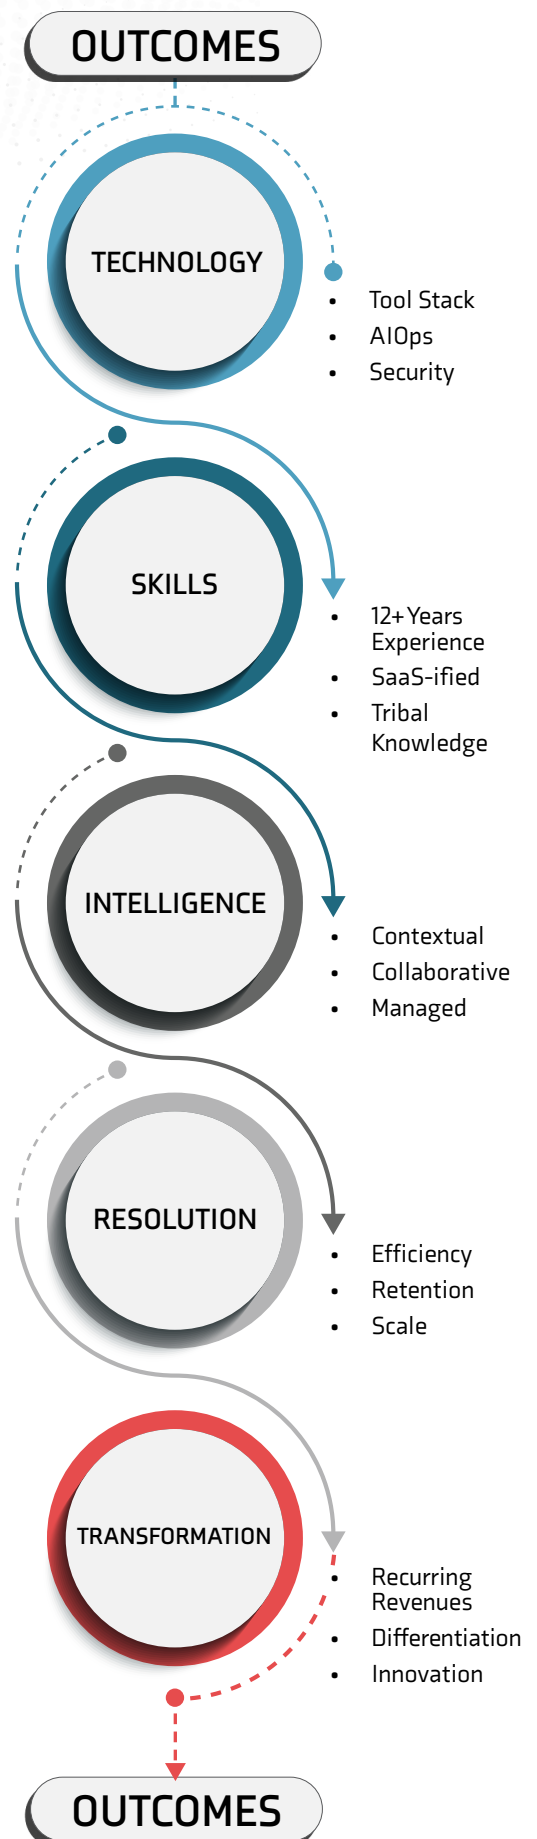 OUTCOMES
TECHNOLOGY
• Tool Stack
• AIOps
• Security
SKILLS
• 12+ Years
Experience
• SaaS-ified
• Tribal
Knowledge
INTELLIGENCE
• Contextual
• Collaborative
• Managed
RESOLUTION
• Efficiency
• Retention
• Scale
TRANSFORMATION
• Recurring
Revenues
• Differentiation
• Innovation
OUTCOMES